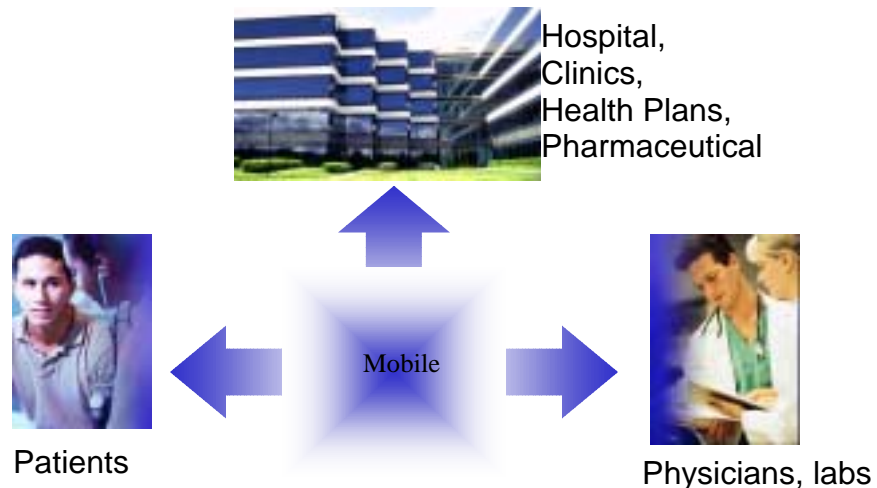 Hospital,
Clinics,
Health Plans,
Pharmaceutical
Mobile
Patients
Physicians, labs